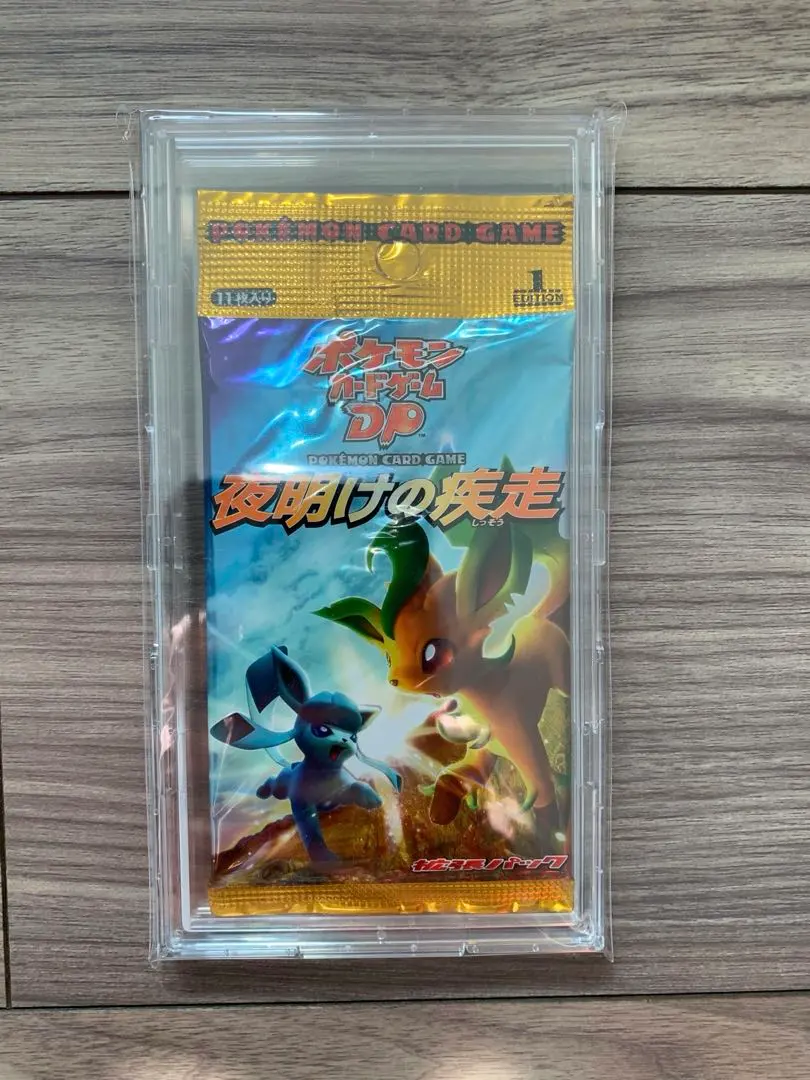 POKÉMON CARD GAME
11枚入り
1
EDITION
ポケモン
カードゲーム
DP™
POKÉMON CARD GAME
夜明けの疾走
しっそう
拡張パック